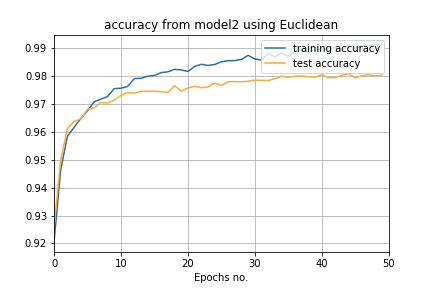 accuracy from model2 using Euclidean
training accuracy
test accuracy
0.99
0.98
0.97
0.96
0.95
0.94
0.93
0.92
0 10 20 30 40 50
Epochs no.